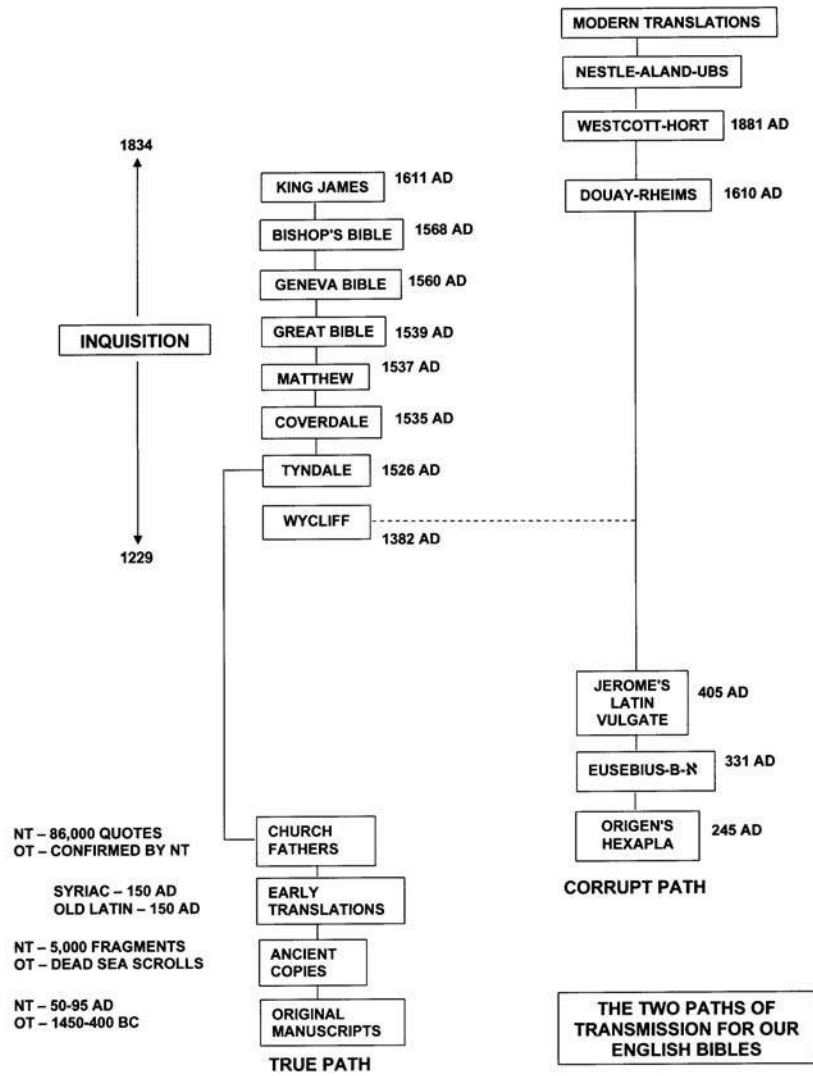 MODERN TRANSLATIONS
NESTLE-ALAND-UBS
WESTCOTT-HORT 1881 AD
1834
KING JAMES 1611 AD
DOUAY-RHEIMS 1610 AD
BISHOP'S BIBLE 1568 AD
GENEVA BIBLE 1560 AD
INQUISITION
GREAT BIBLE 1539 AD
MATTHEW 1537 AD
COVERDALE 1535 AD
TYNDALE 1526 AD
WYCLIFF 1382 AD
1229
JEROME'S
LATIN
VULGATE
405 AD
EUSEBIUS-B-א 331 AD
ORIGEN'S
HEXAPLA
245 AD
CORRUPT PATH
NT – 86,000 QUOTES
OT – CONFIRMED BY NT
CHURCH
FATHERS
SYRIAC – 150 AD
OLD LATIN – 150 AD
EARLY
TRANSLATIONS
NT – 5,000 FRAGMENTS
OT – DEAD SEA SCROLLS
ANCIENT
COPIES
NT – 50-95 AD
OT – 1450-400 BC
ORIGINAL
MANUSCRIPTS
TRUE PATH
THE TWO PATHS OF
TRANSMISSION FOR OUR
ENGLISH BIBLES